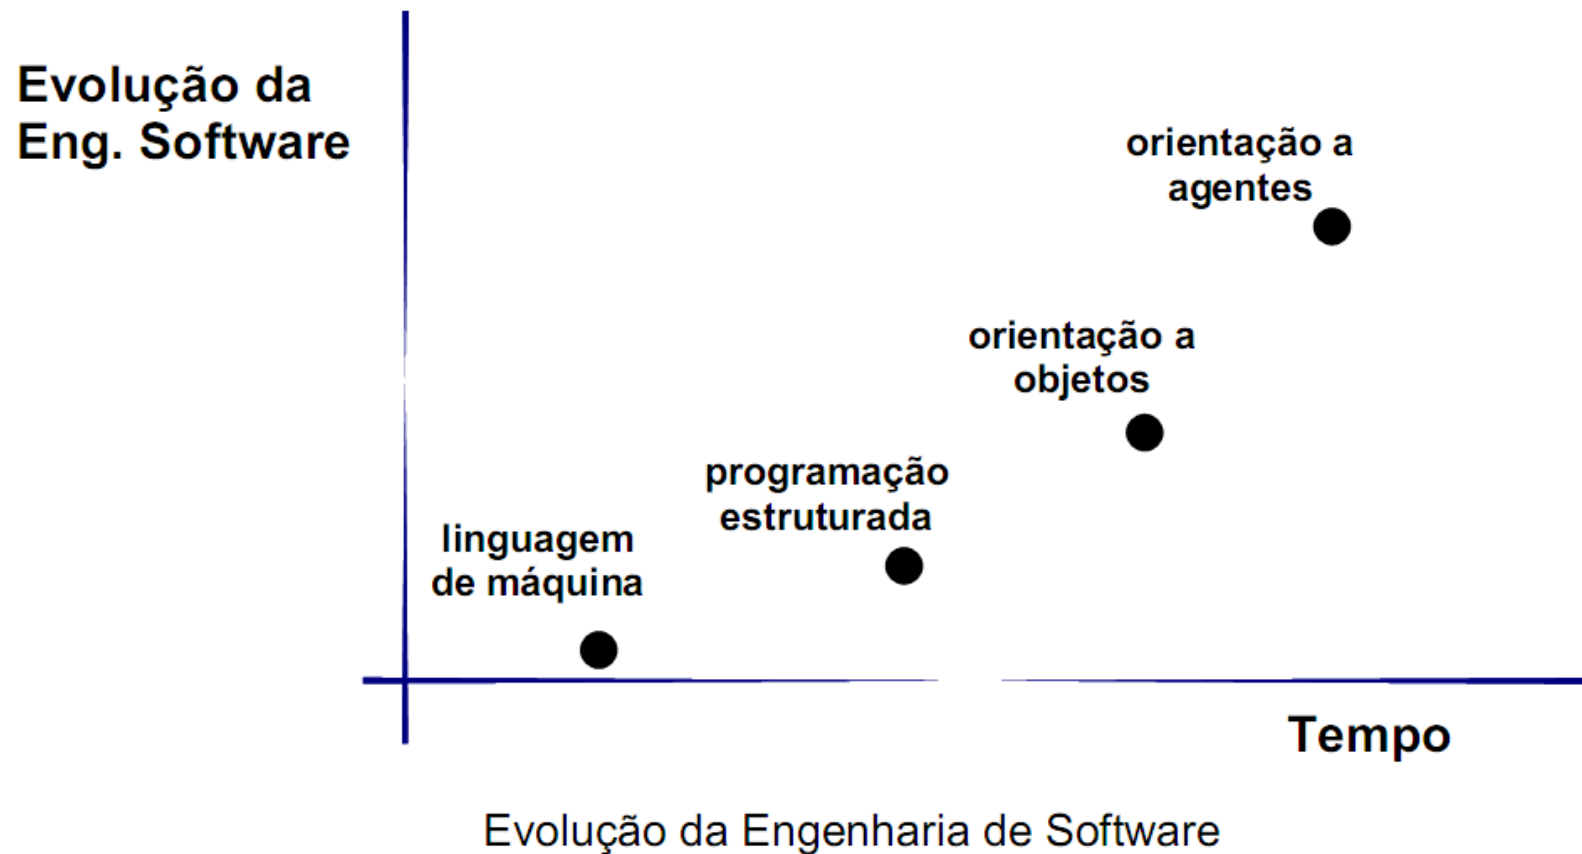 Evolução da
Eng. Software
orientação a
agentes
orientação a
objetos
programação
estruturada
linguagem
de máquina
Tempo
Evolução da Engenharia de Software